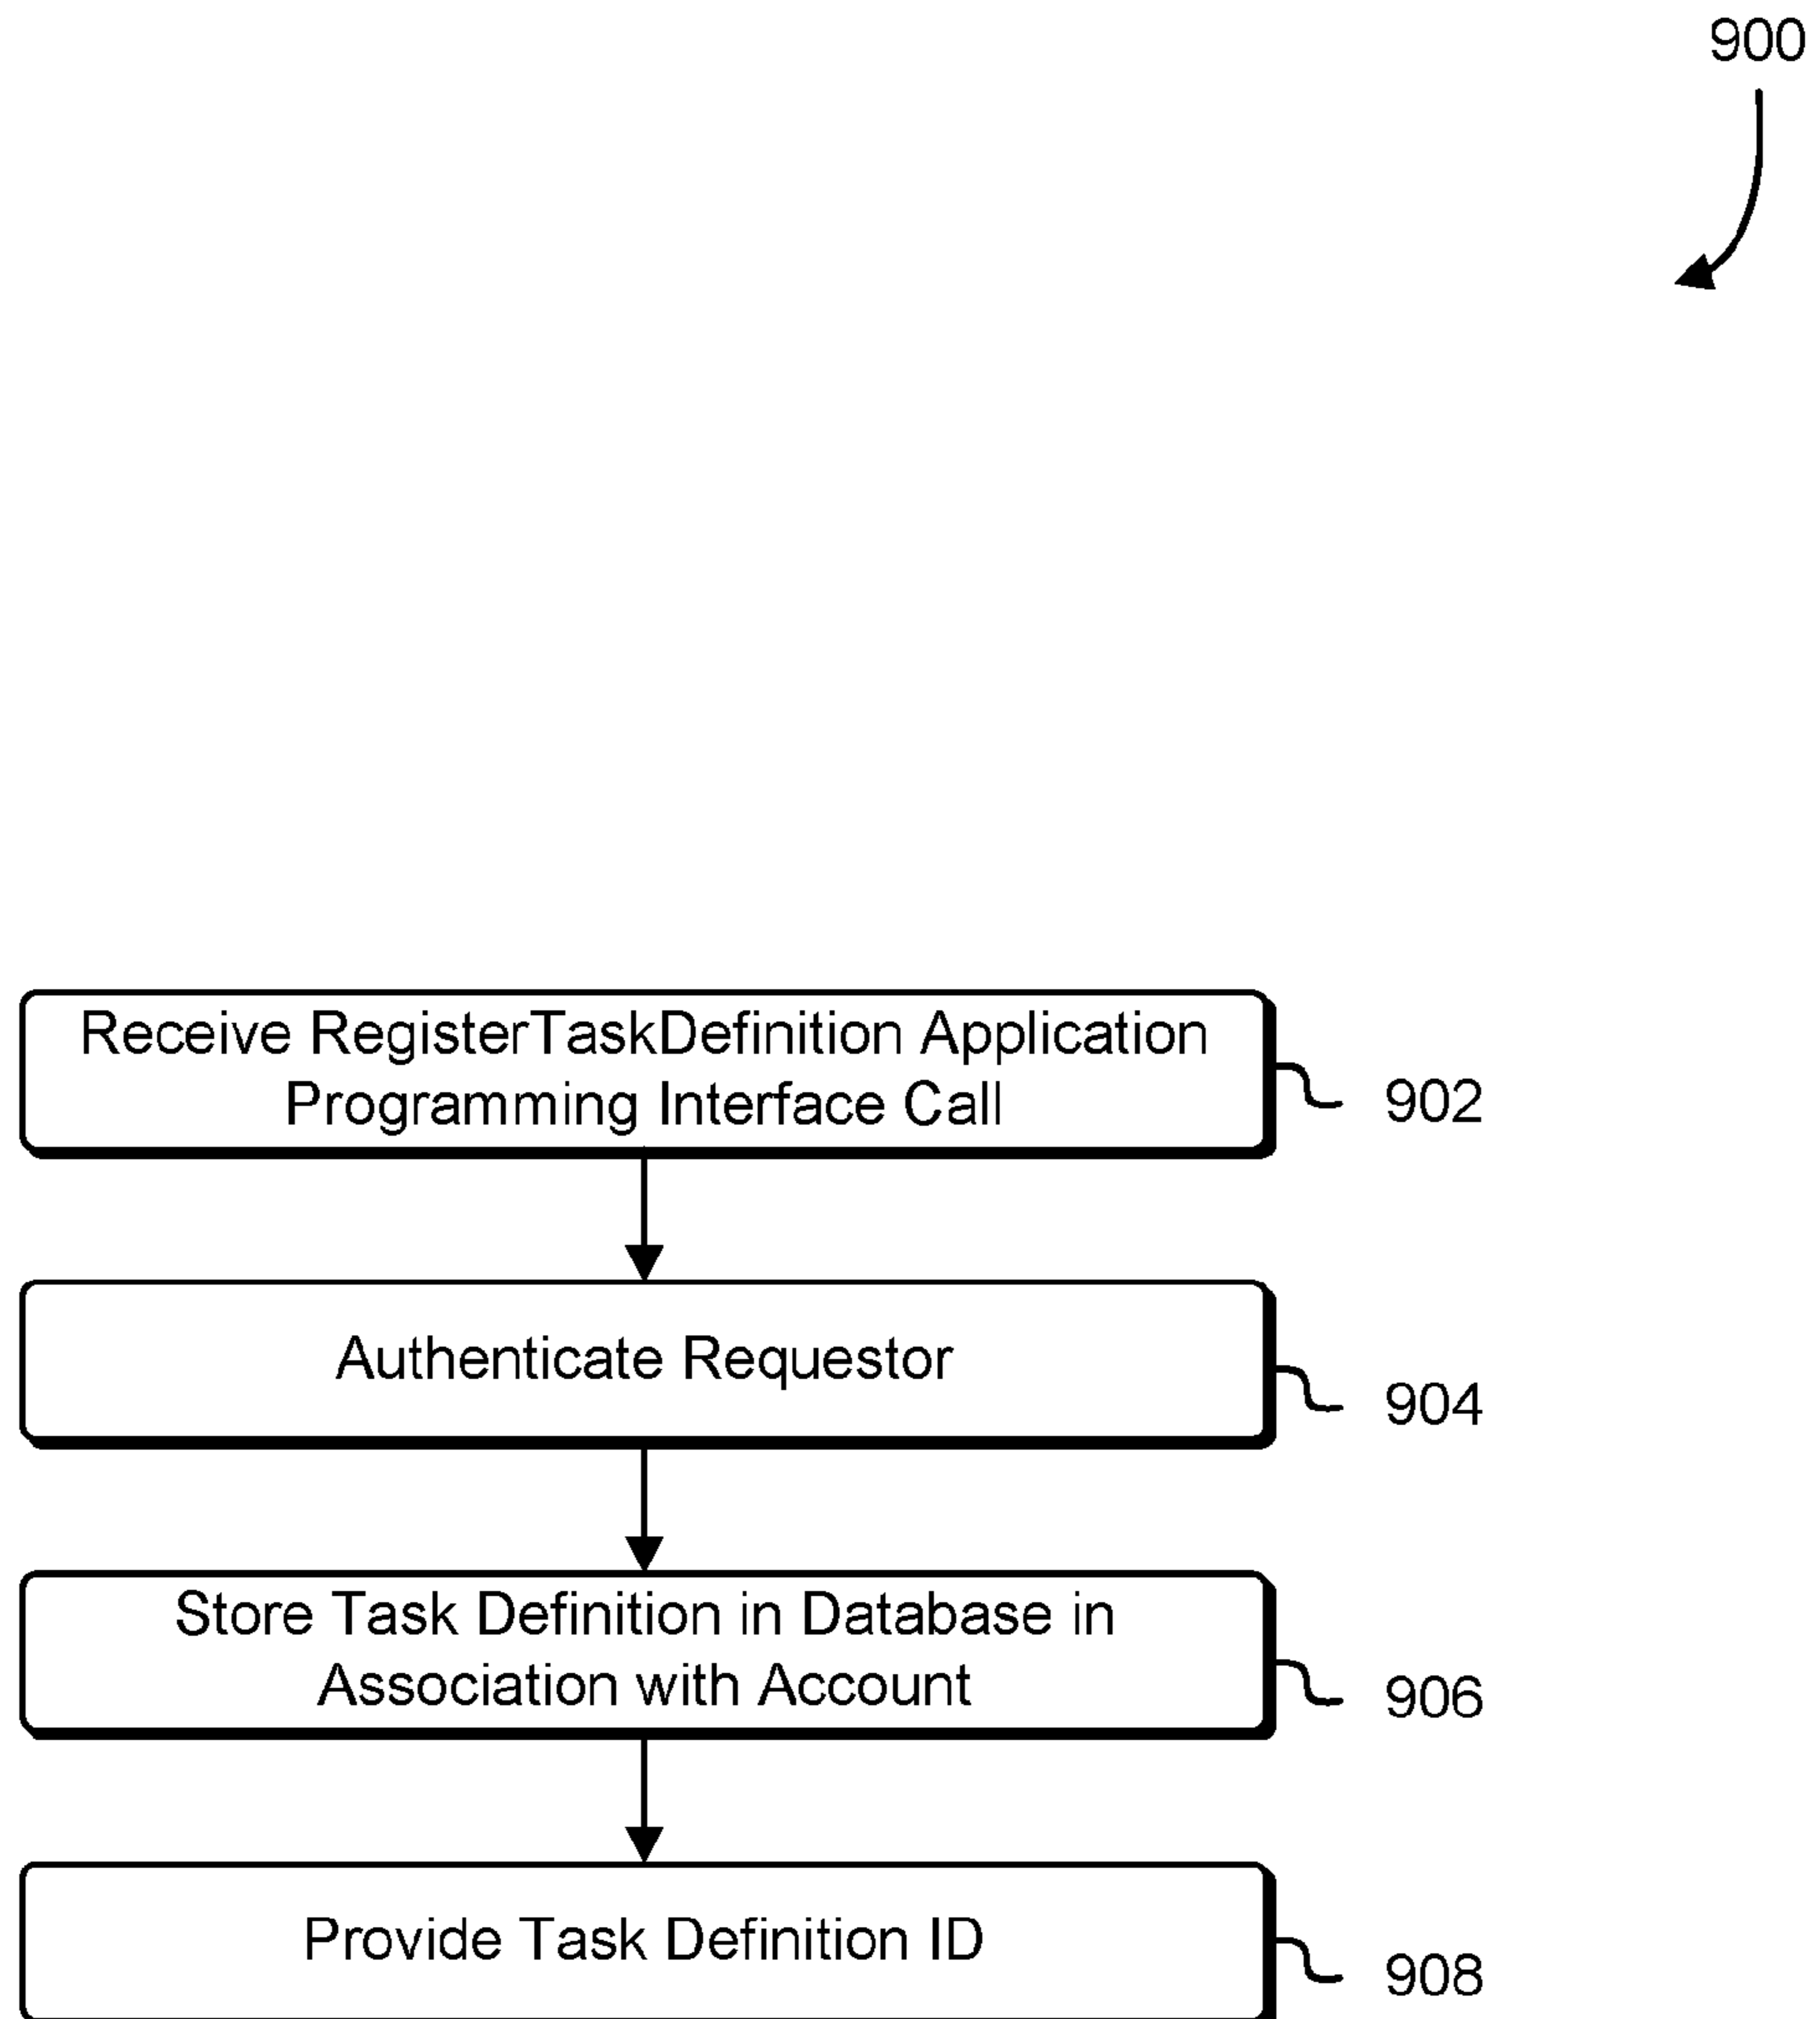 900
Receive RegisterTaskDefinition Application
Programming Interface Call
902
Authenticate Requestor
904
Store Task Definition in Database in
Association with Account
906
Provide Task Definition ID
908